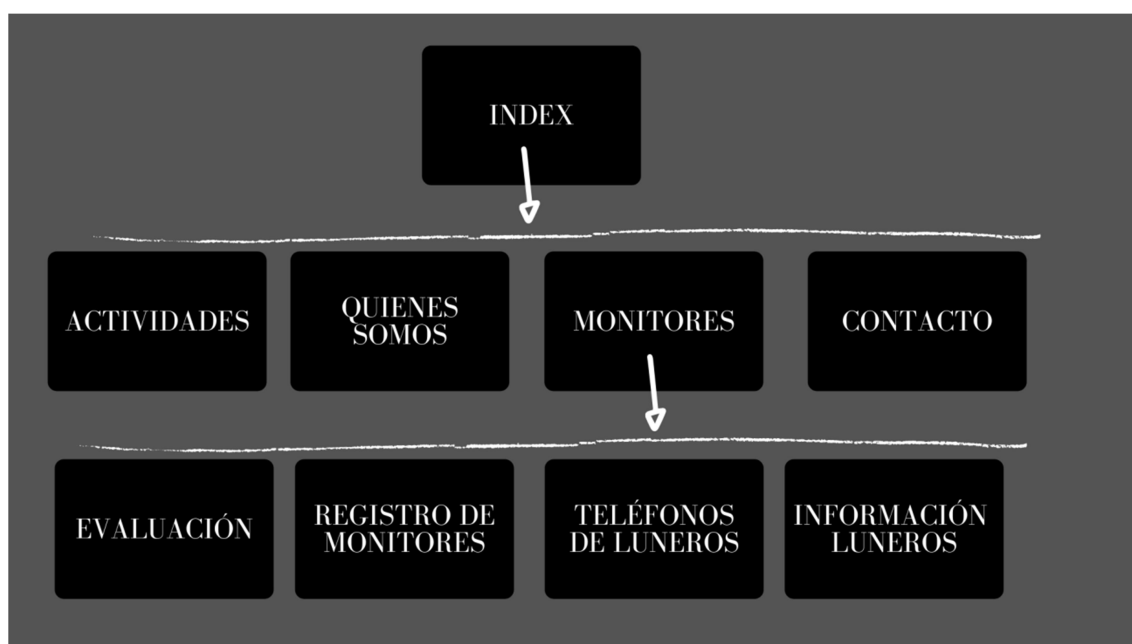 INDEX
ACTIVIDADES
QUIENES
SOMOS
MONITORES
CONTACTO
EVALUACIÓN
REGISTRO DE
MONITORES
TELÉFONOS
DE LUNEROS
INFORMACIÓN
LUNEROS